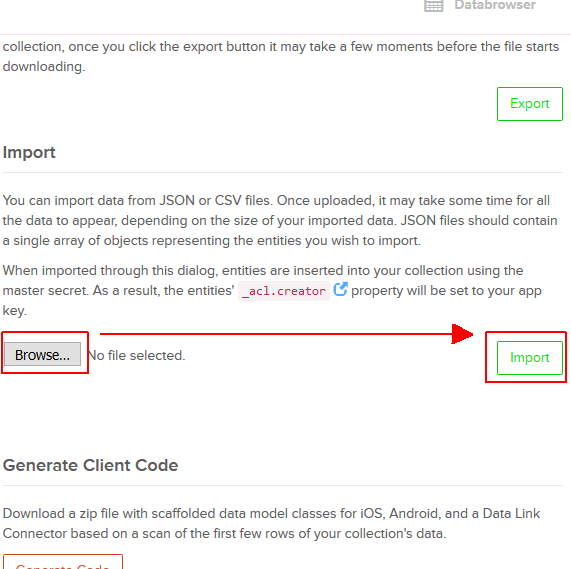 Databrowser
collection, once you click the export button it may take a few moments before the file starts
downloading.
Export
Import
You can import data from JSON or CSV files. Once uploaded, it may take some time for all
the data to appear, depending on the size of your imported data. JSON files should contain
a single array of objects representing the entities you wish to import.
When imported through this dialog, entities are inserted into your collection using the
master secret. As a result, the entities' _acl.creator property will be set to your app
key.
Browse... No file selected. Import
Generate Client Code
Download a zip file with scaffolded data model classes for iOS, Android, and a Data Link
Connector based on a scan of the first few rows of your collection's data.
Generate Code